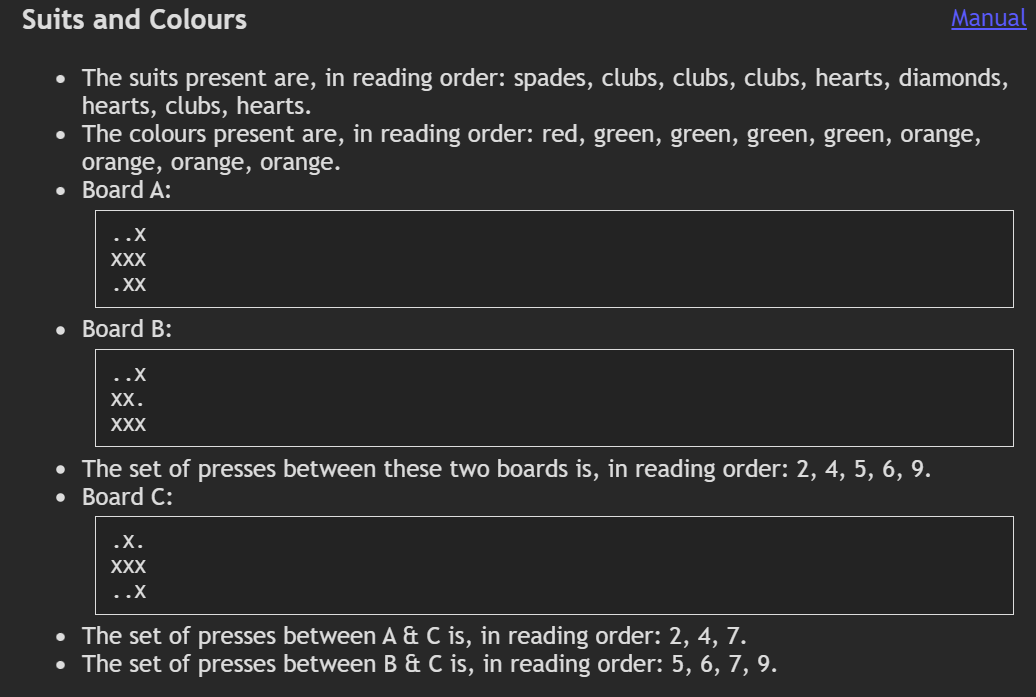 Suits and Colours
Manual
• The suits present are, in reading order: spades, clubs, clubs, clubs, hearts, diamonds,
hearts, clubs, hearts.
• The colours present are, in reading order: red, green, green, green, green, orange,
orange, orange, orange.
• Board A:
..x
xxx
.xx
• Board B:
..x
xx.
xxx
• The set of presses between these two boards is, in reading order: 2, 4, 5, 6, 9.
• Board C:
.x.
xxx
..x
• The set of presses between A & C is, in reading order: 2, 4, 7.
• The set of presses between B & C is, in reading order: 5, 6, 7, 9.